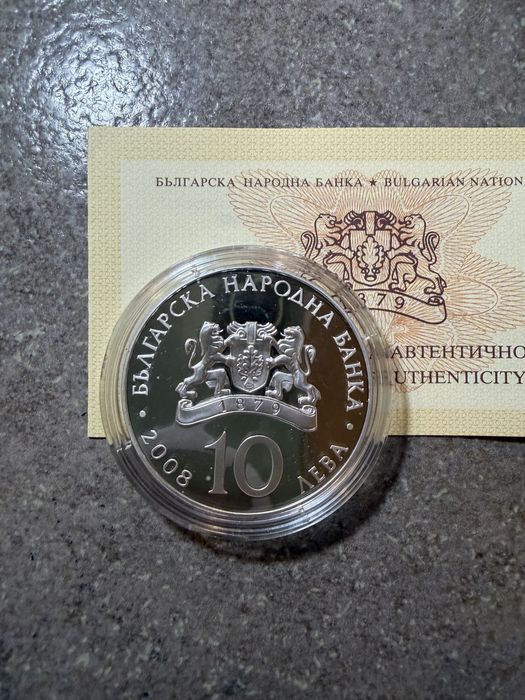 БЪЛГАРСКА НАРОДНА БАНКА ★ BULGARIAN NATION
1879
АВТЕНТИЧНО
UTHENTICITY
• БЪЛГАРСКА НАРОДНА БАНКА •
1879
2008
10
ЛЕВА